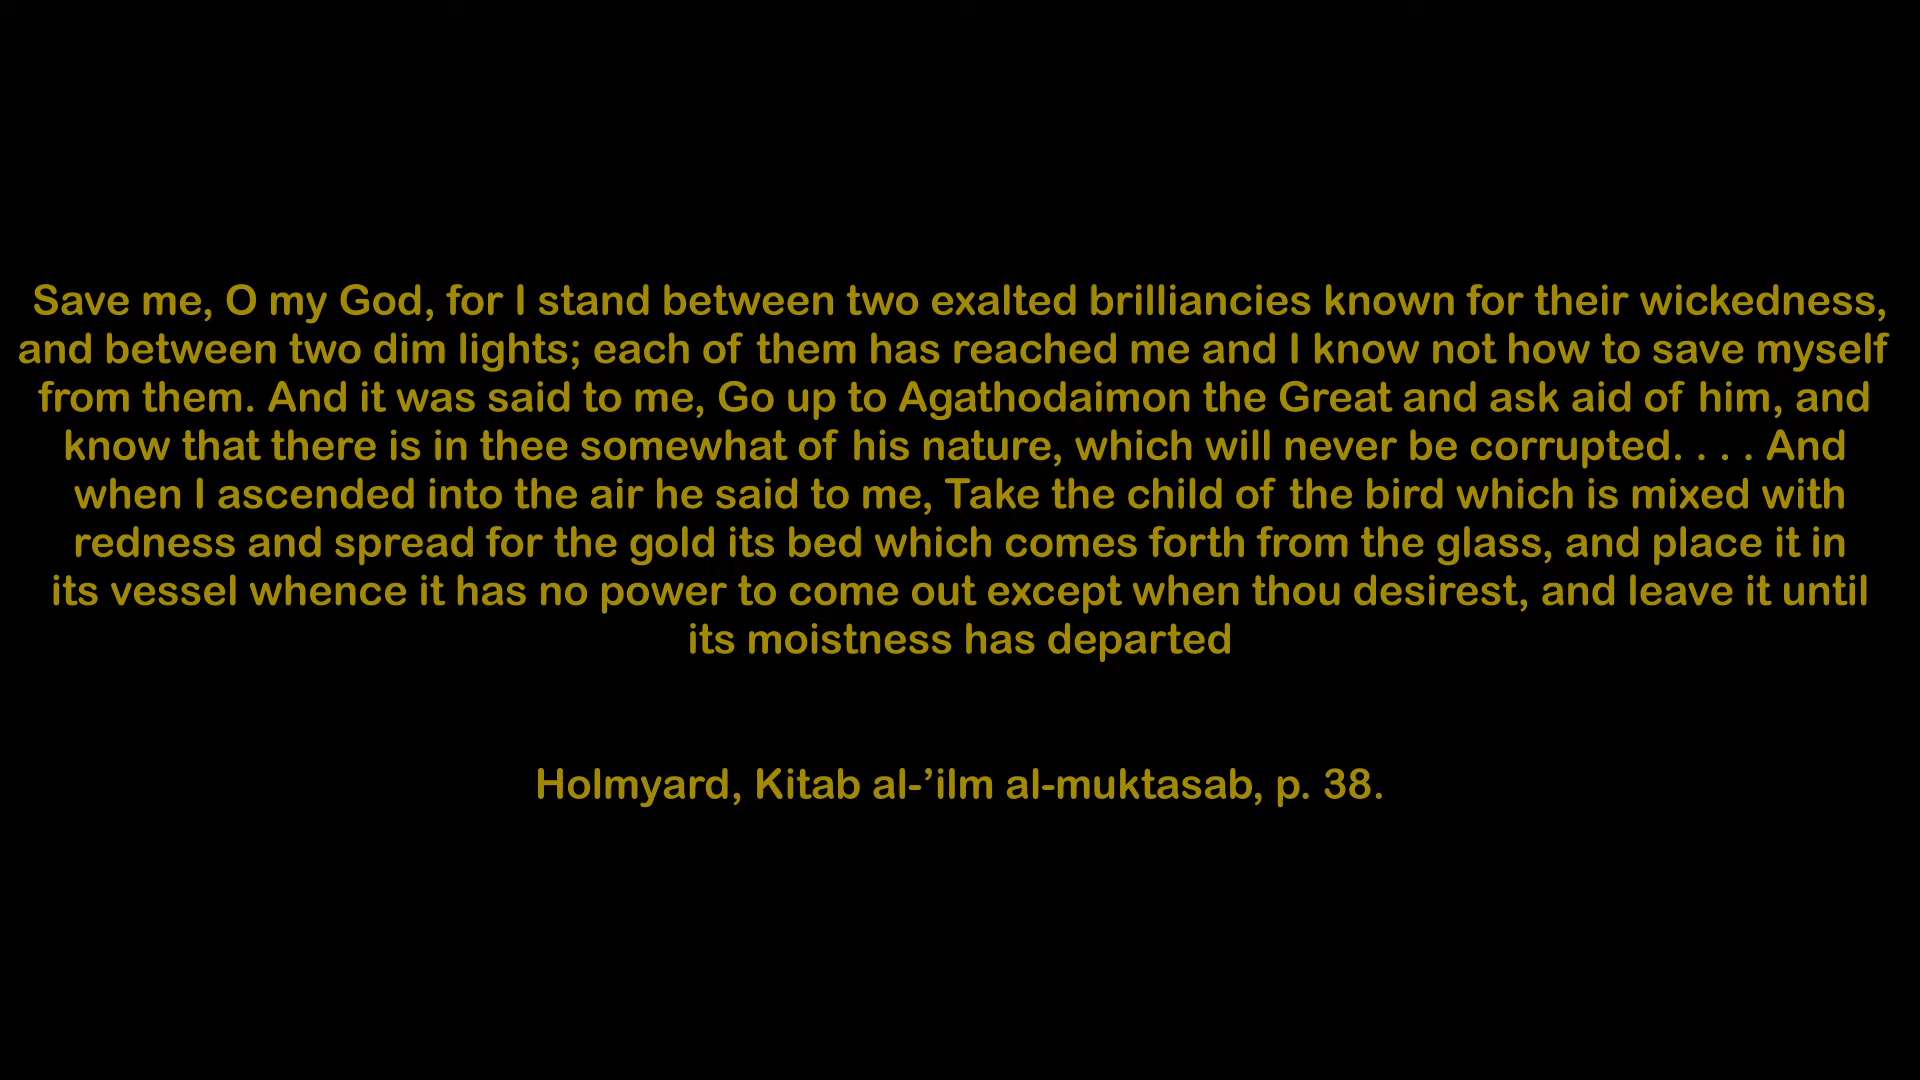 Save me, O my God, for I stand between two exalted brilliancies known for their wickedness,
and between two dim lights; each of them has reached me and I know not how to save myself
from them. And it was said to me, Go up to Agathodaimon the Great and ask aid of him, and
know that there is in thee somewhat of his nature, which will never be corrupted. . . . And
when I ascended into the air he said to me, Take the child of the bird which is mixed with
redness and spread for the gold its bed which comes forth from the glass, and place it in
its vessel whence it has no power to come out except when thou desirest, and leave it until
its moistness has departed
Holmyard, Kitab al-’ilm al-muktasab, p. 38.